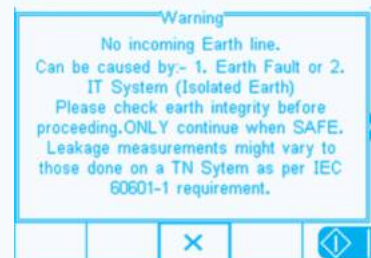 Warning
No incoming Earth line.
Can be caused by:- 1. Earth Fault or 2.
IT System (Isolated Earth)
Please check earth integrity before
proceeding.ONLY continue when SAFE.
Leakage measurements might vary to
those done on a TN Sytem as per IEC
60601-1 requirement.